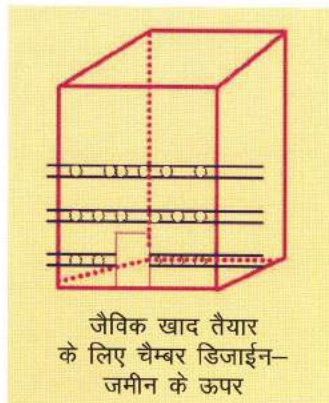 जैविक खाद तैयार
के लिए चैम्बर डिजाईन–
जमीन के ऊपर